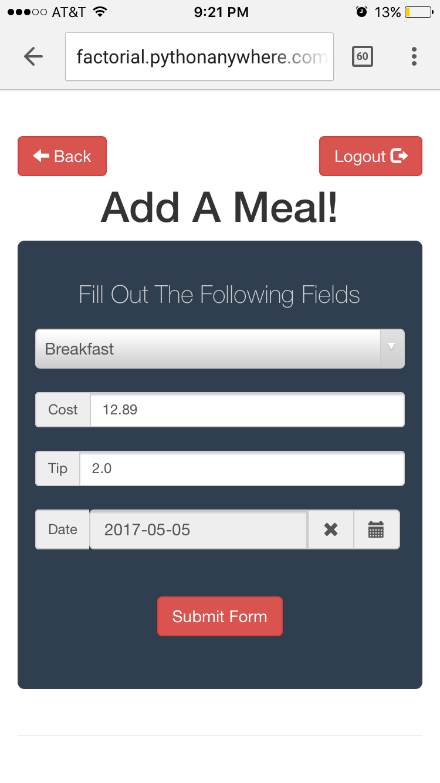 AT&T 9:21 PM 13%
factorial.pythonanywhere.com 60
Back Logout
Add A Meal!
Fill Out The Following Fields
Breakfast
Cost 12.89
Tip 2.0
Date 2017-05-05
Submit Form